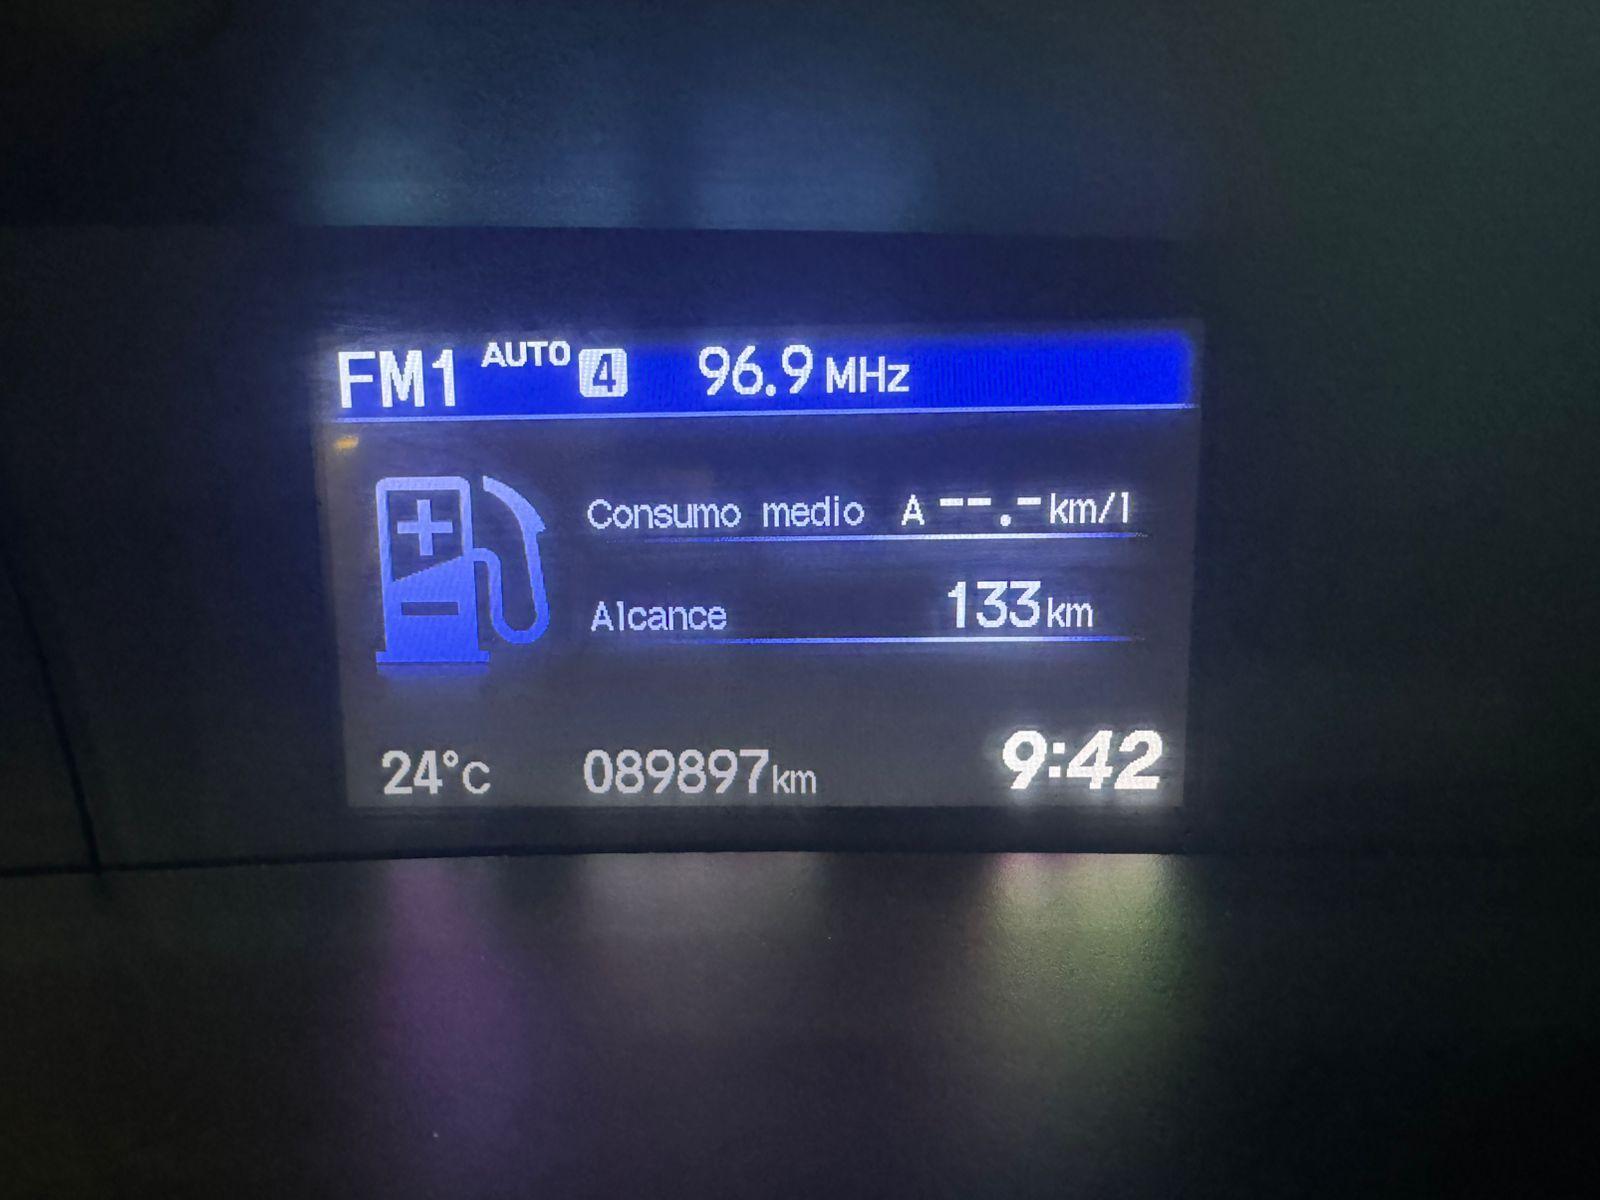 FM1 AUTO 4 96.9 MHz
Consumo medio A --.- km/l
Alcance 133 km
24°C 089897 km 9:42